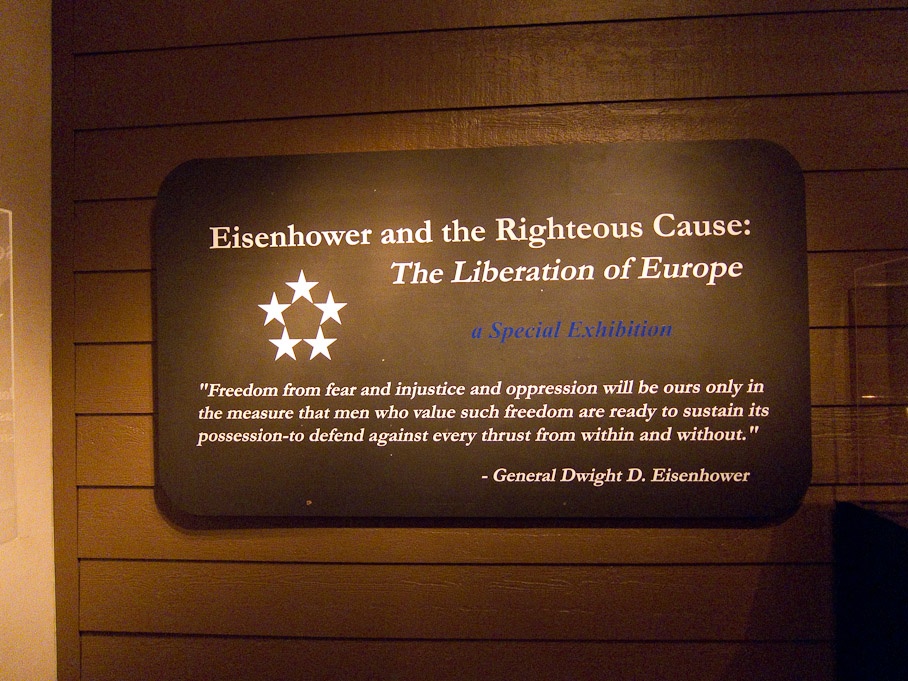 Eisenhower and the Righteous Cause:
The Liberation of Europe
a Special Exhibition
"Freedom from fear and injustice and oppression will be ours only in
the measure that men who value such freedom are ready to sustain its
possession-to defend against every thrust from within and without."
- General Dwight D. Eisenhower